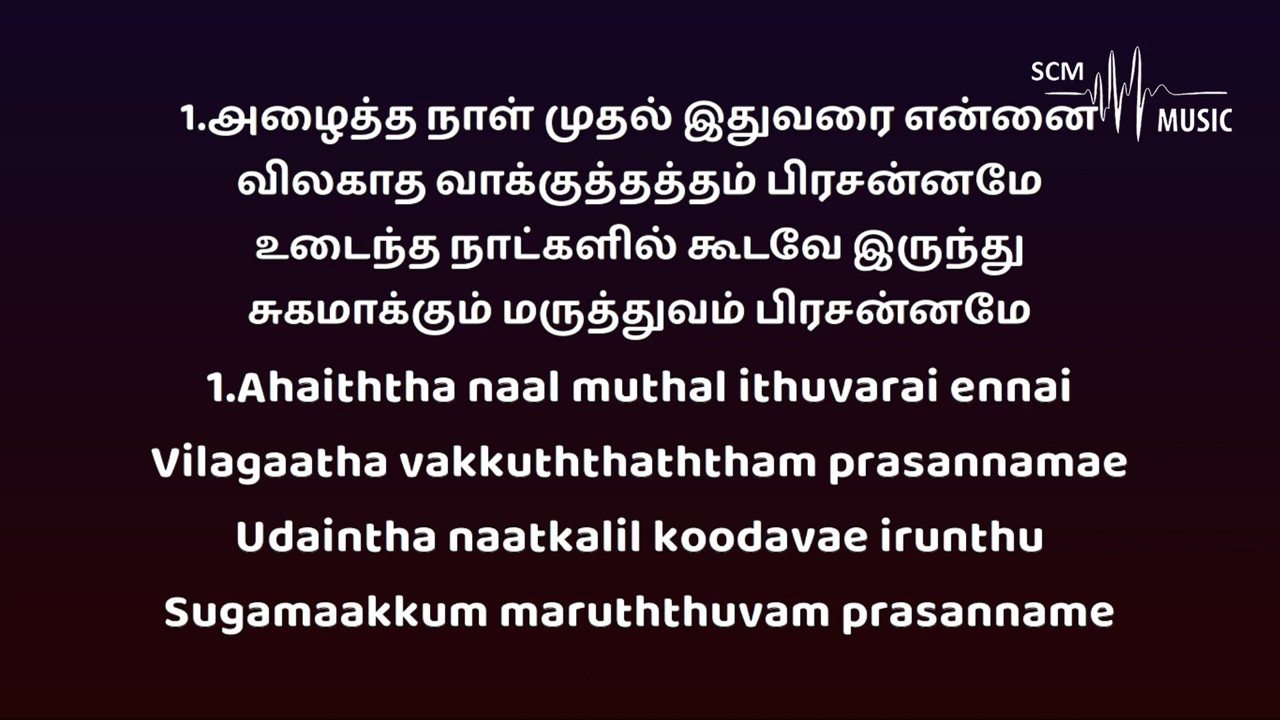 SCM
MUSIC
1.அழைத்த நாள் முதல் இதுவரை என்னை
விலகாத வாக்குத்தத்தம் பிரசன்னமே
உடைந்த நாட்களில் கூடவே இருந்து
சுகமாக்கும் மருத்துவம் பிரசன்னமே
1.Ahaiththa naal muthal ithuvarai ennai
Vilagaatha vakkuththaththam prasannamae
Udaintha naatkalil koodavae irunthu
Sugamaakkum maruththuvam prasanname